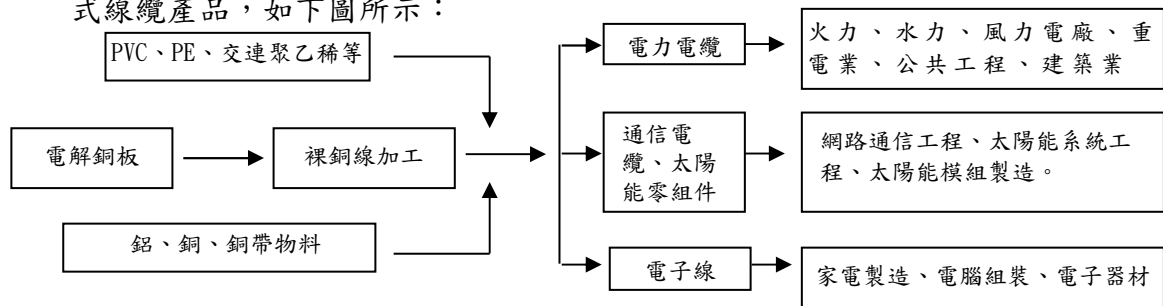 式線纜產品，如下圖所示：
PVC、PE、交連聚乙稀等
電解銅板
裸銅線加工
鋁、銅、銅帶物料
電力電纜
火力、水力、風力電廠、重
電業、公共工程、建築業
通信電
纜、太陽
能零組件
網路通信工程、太陽能系統工
程、太陽能模組製造。
電子線
家電製造、電腦組裝、電子器材